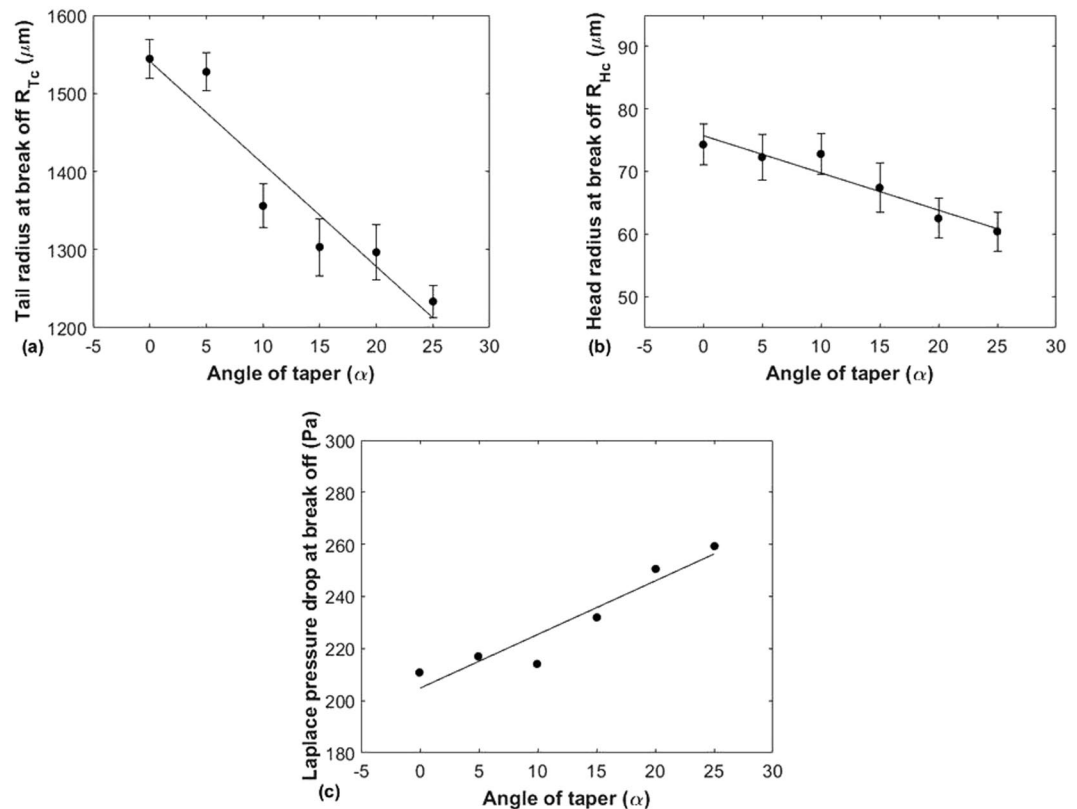 1600
1500
1400
1300
1200
-5 0 5 10 15 20 25 30
Tail radius at break off R_Tc (μm)
(a)
Angle of taper (α)
90
80
70
60
50
-5 0 5 10 15 20 25 30
Head radius at break off R_Hc (μm)
(b)
Angle of taper (α)
300
280
260
240
220
200
180
-5 0 5 10 15 20 25 30
Laplace pressure drop at break off (Pa)
(c)
Angle of taper (α)